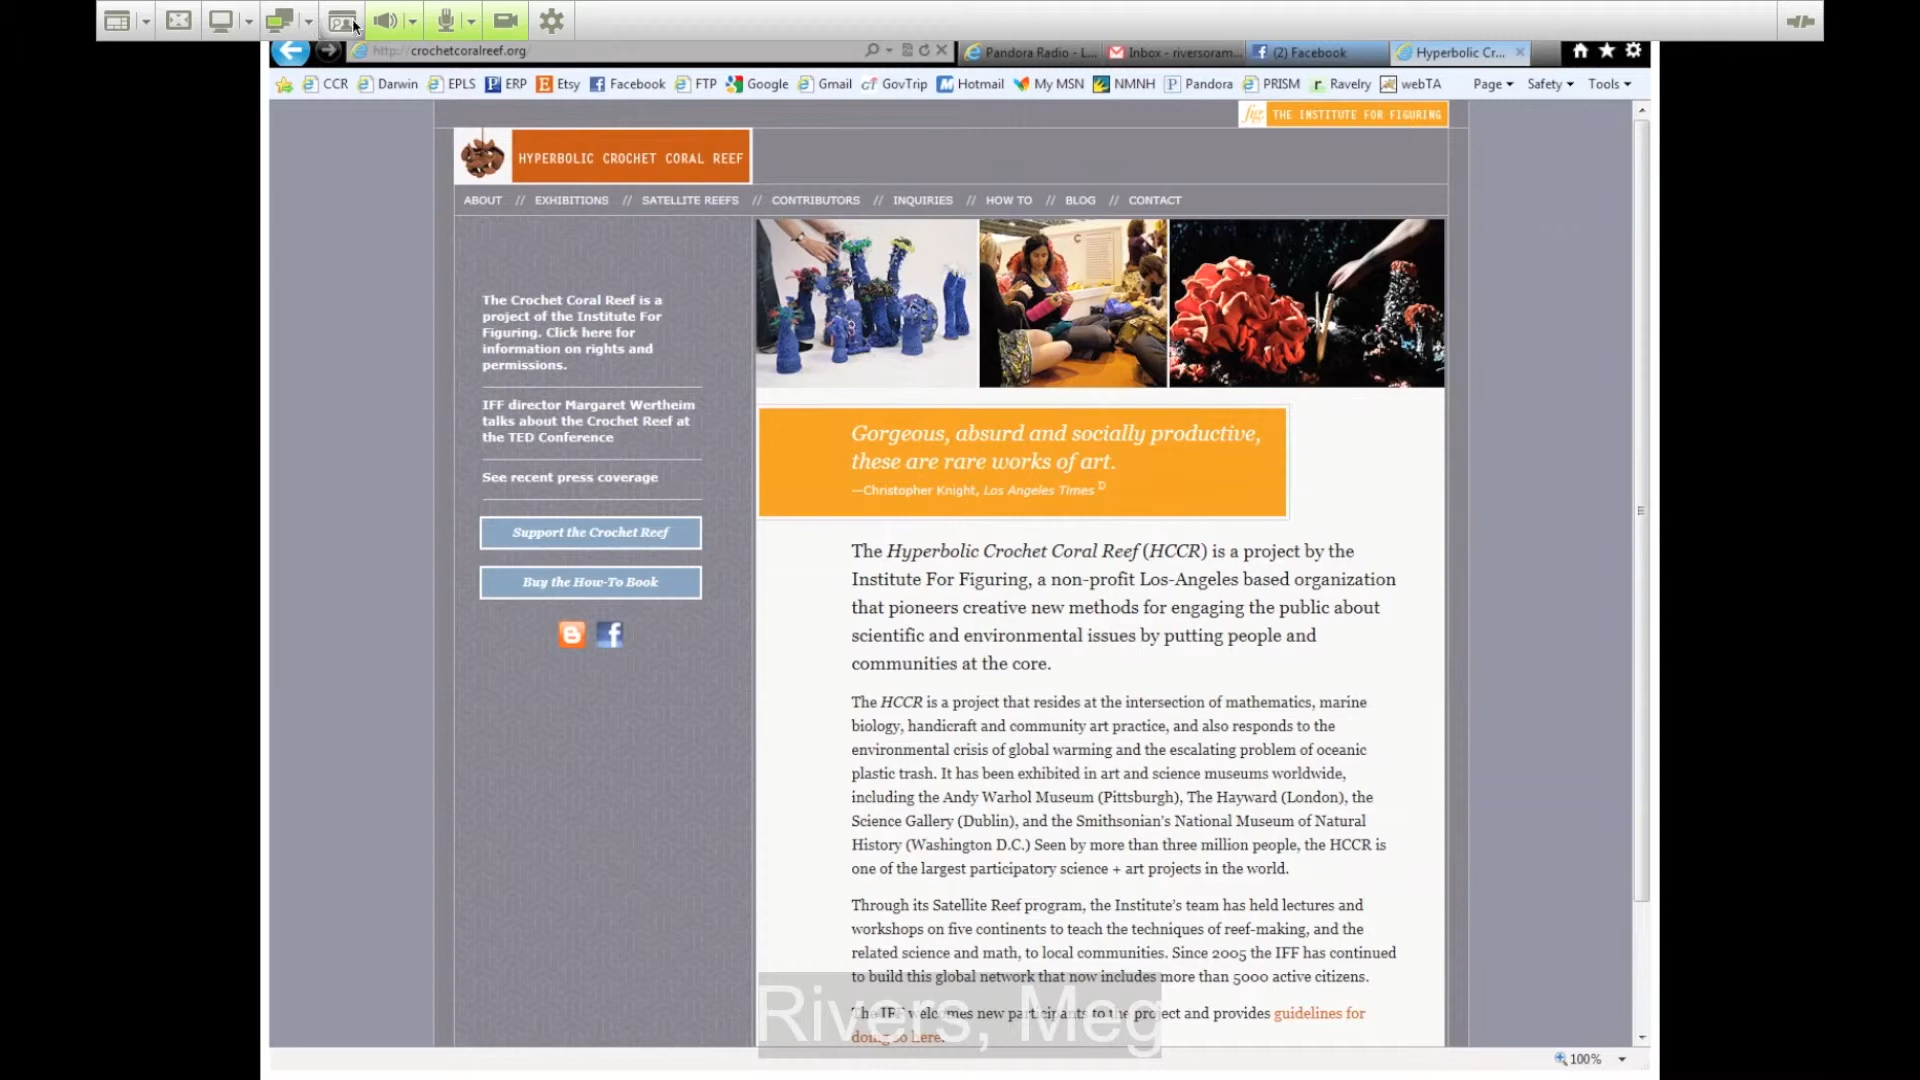 http://crochetcoralreef.org
Pandora Radio - L...
Inbox - riversoram...
(2) Facebook
Hyperbolic Cr...
CCR Darwin EPLS ERP Etsy Facebook FTP Google Gmail GovTrip Hotmail My MSN NMNH Pandora PRISM Ravelry webTA Page Safety Tools
THE INSTITUTE FOR FIGURING
HYPERBOLIC CROCHET CORAL REEF
ABOUT // EXHIBITIONS // SATELLITE REEFS // CONTRIBUTORS // INQUIRIES // HOW TO // BLOG // CONTACT
The Crochet Coral Reef is a
project of the Institute For
Figuring. Click here for
information on rights and
permissions.
IFF director Margaret Wertheim
talks about the Crochet Reef at
the TED Conference
See recent press coverage
Support the Crochet Reef
Buy the How-To Book
Gorgeous, absurd and socially productive,
these are rare works of art.
—Christopher Knight, Los Angeles Times D
The Hyperbolic Crochet Coral Reef (HCCR) is a project by the
Institute For Figuring, a non-profit Los-Angeles based organization
that pioneers creative new methods for engaging the public about
scientific and environmental issues by putting people and
communities at the core.
The HCCR is a project that resides at the intersection of mathematics, marine
biology, handicraft and community art practice, and also responds to the
environmental crisis of global warming and the escalating problem of oceanic
plastic trash. It has been exhibited in art and science museums worldwide,
including the Andy Warhol Museum (Pittsburgh), The Hayward (London), the
Science Gallery (Dublin), and the Smithsonian's National Museum of Natural
History (Washington D.C.) Seen by more than three million people, the HCCR is
one of the largest participatory science + art projects in the world.
Through its Satellite Reef program, the Institute's team has held lectures and
workshops on five continents to teach the techniques of reef-making, and the
related science and math, to local communities. Since 2005 the IFF has continued
to build this global network that now includes more than 5000 active citizens.
The IFF welcomes new participants to the project and provides guidelines for
doing so here.
Rivers, Meg
100%